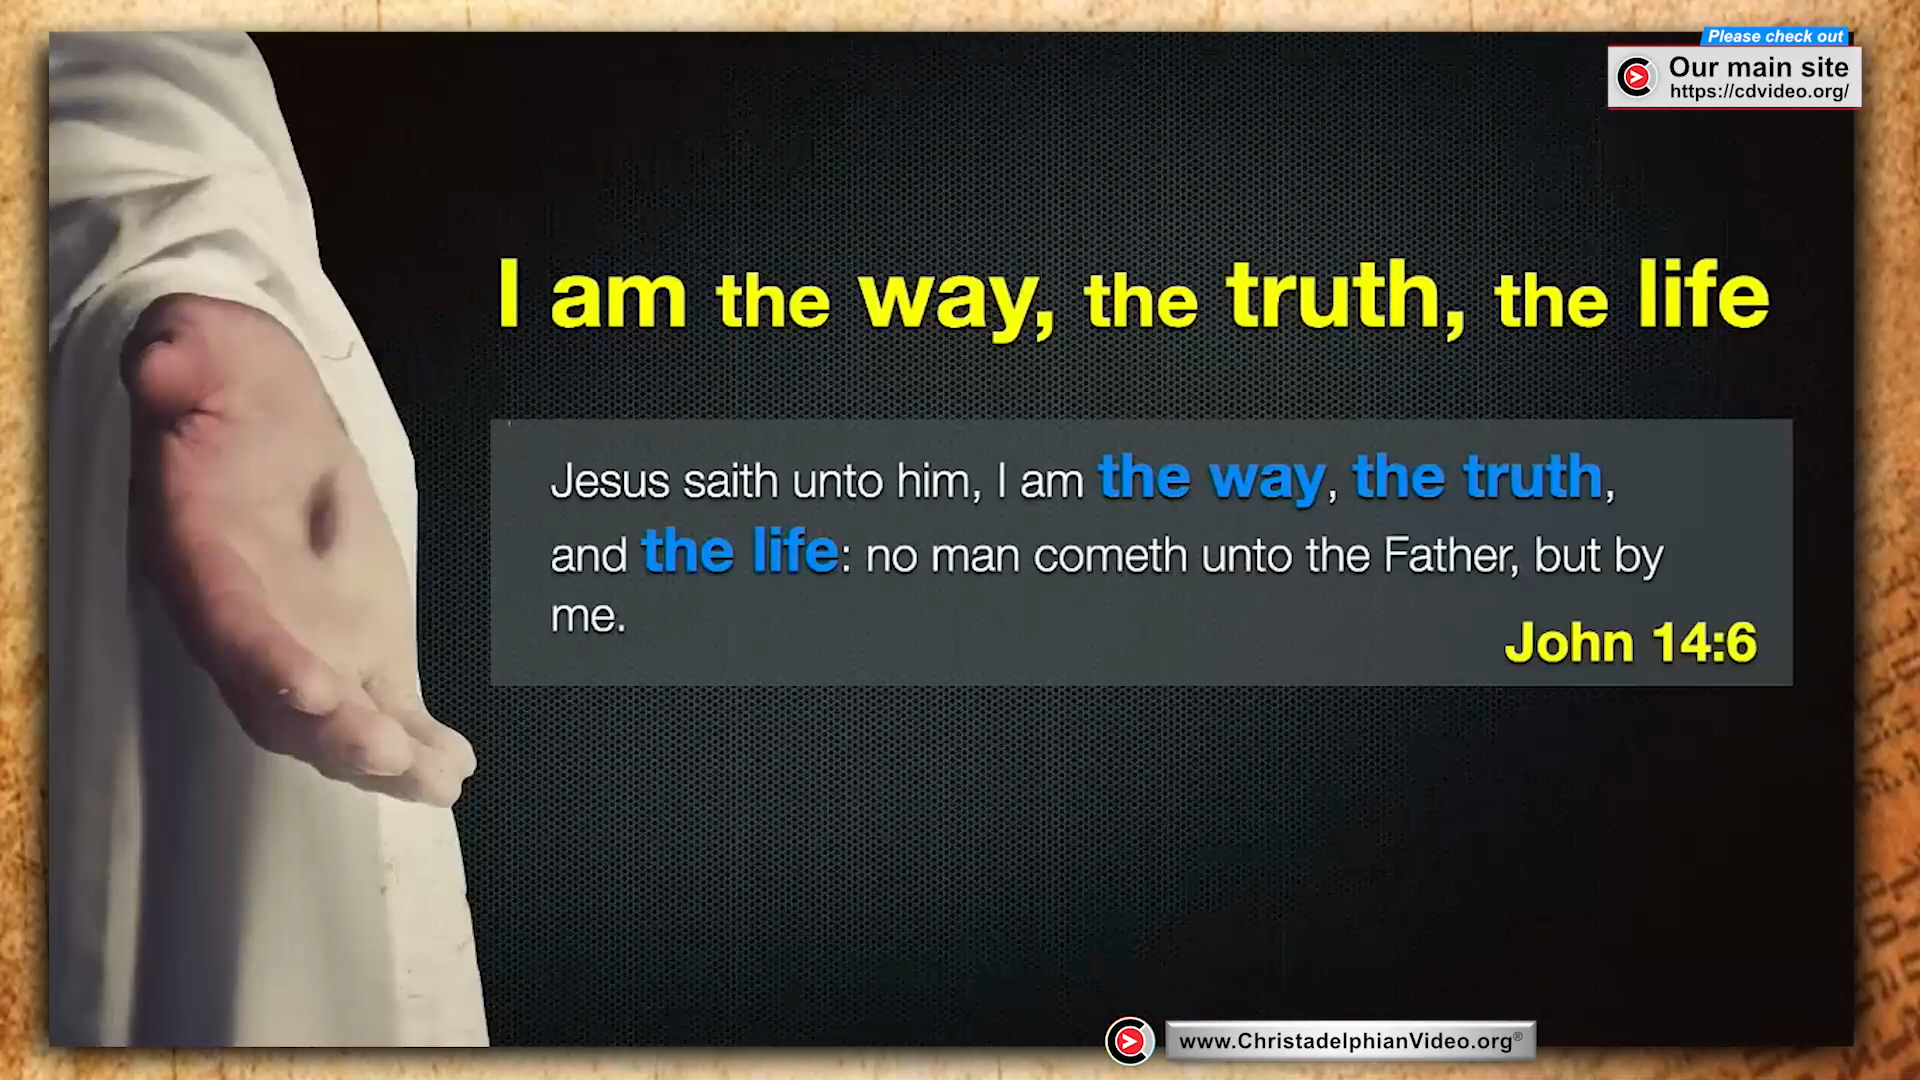 Please check out
Our main site
https://cdvideo.org/
I am the way, the truth, the life
Jesus saith unto him, I am the way, the truth,
and the life: no man cometh unto the Father, but by
me.
John 14:6
www.ChristadelphianVideo.org®